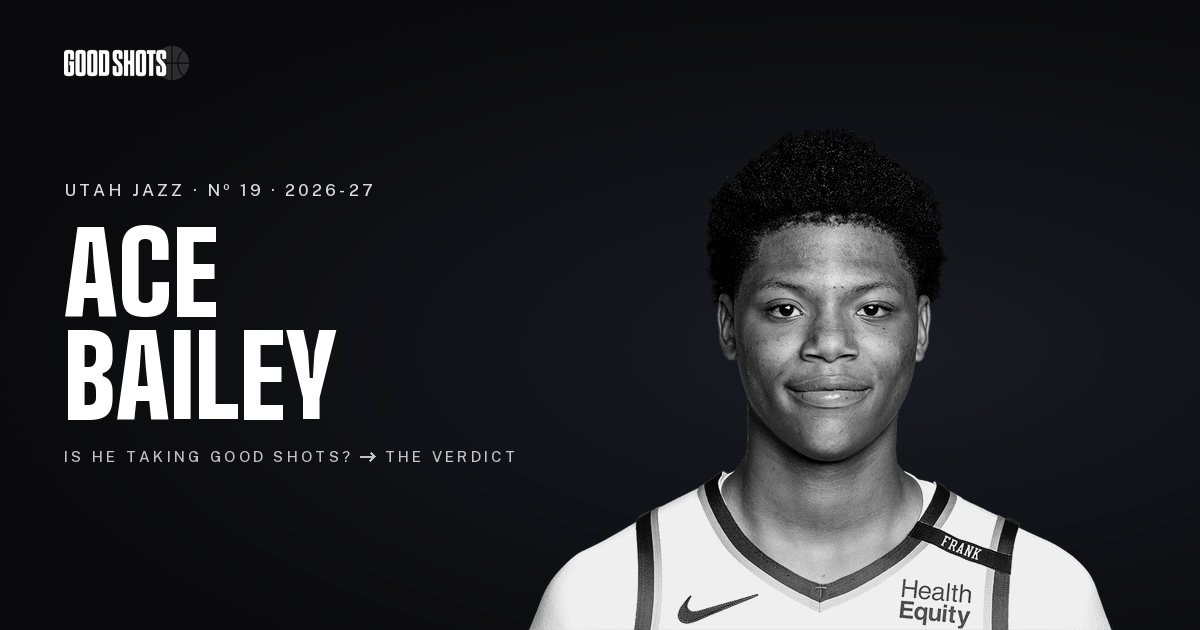 GOOD SHOTS
UTAH JAZZ · Nº 19 · 2026-27
ACE
BAILEY
IS HE TAKING GOOD SHOTS? → THE VERDICT
FRANK
Health
Equity